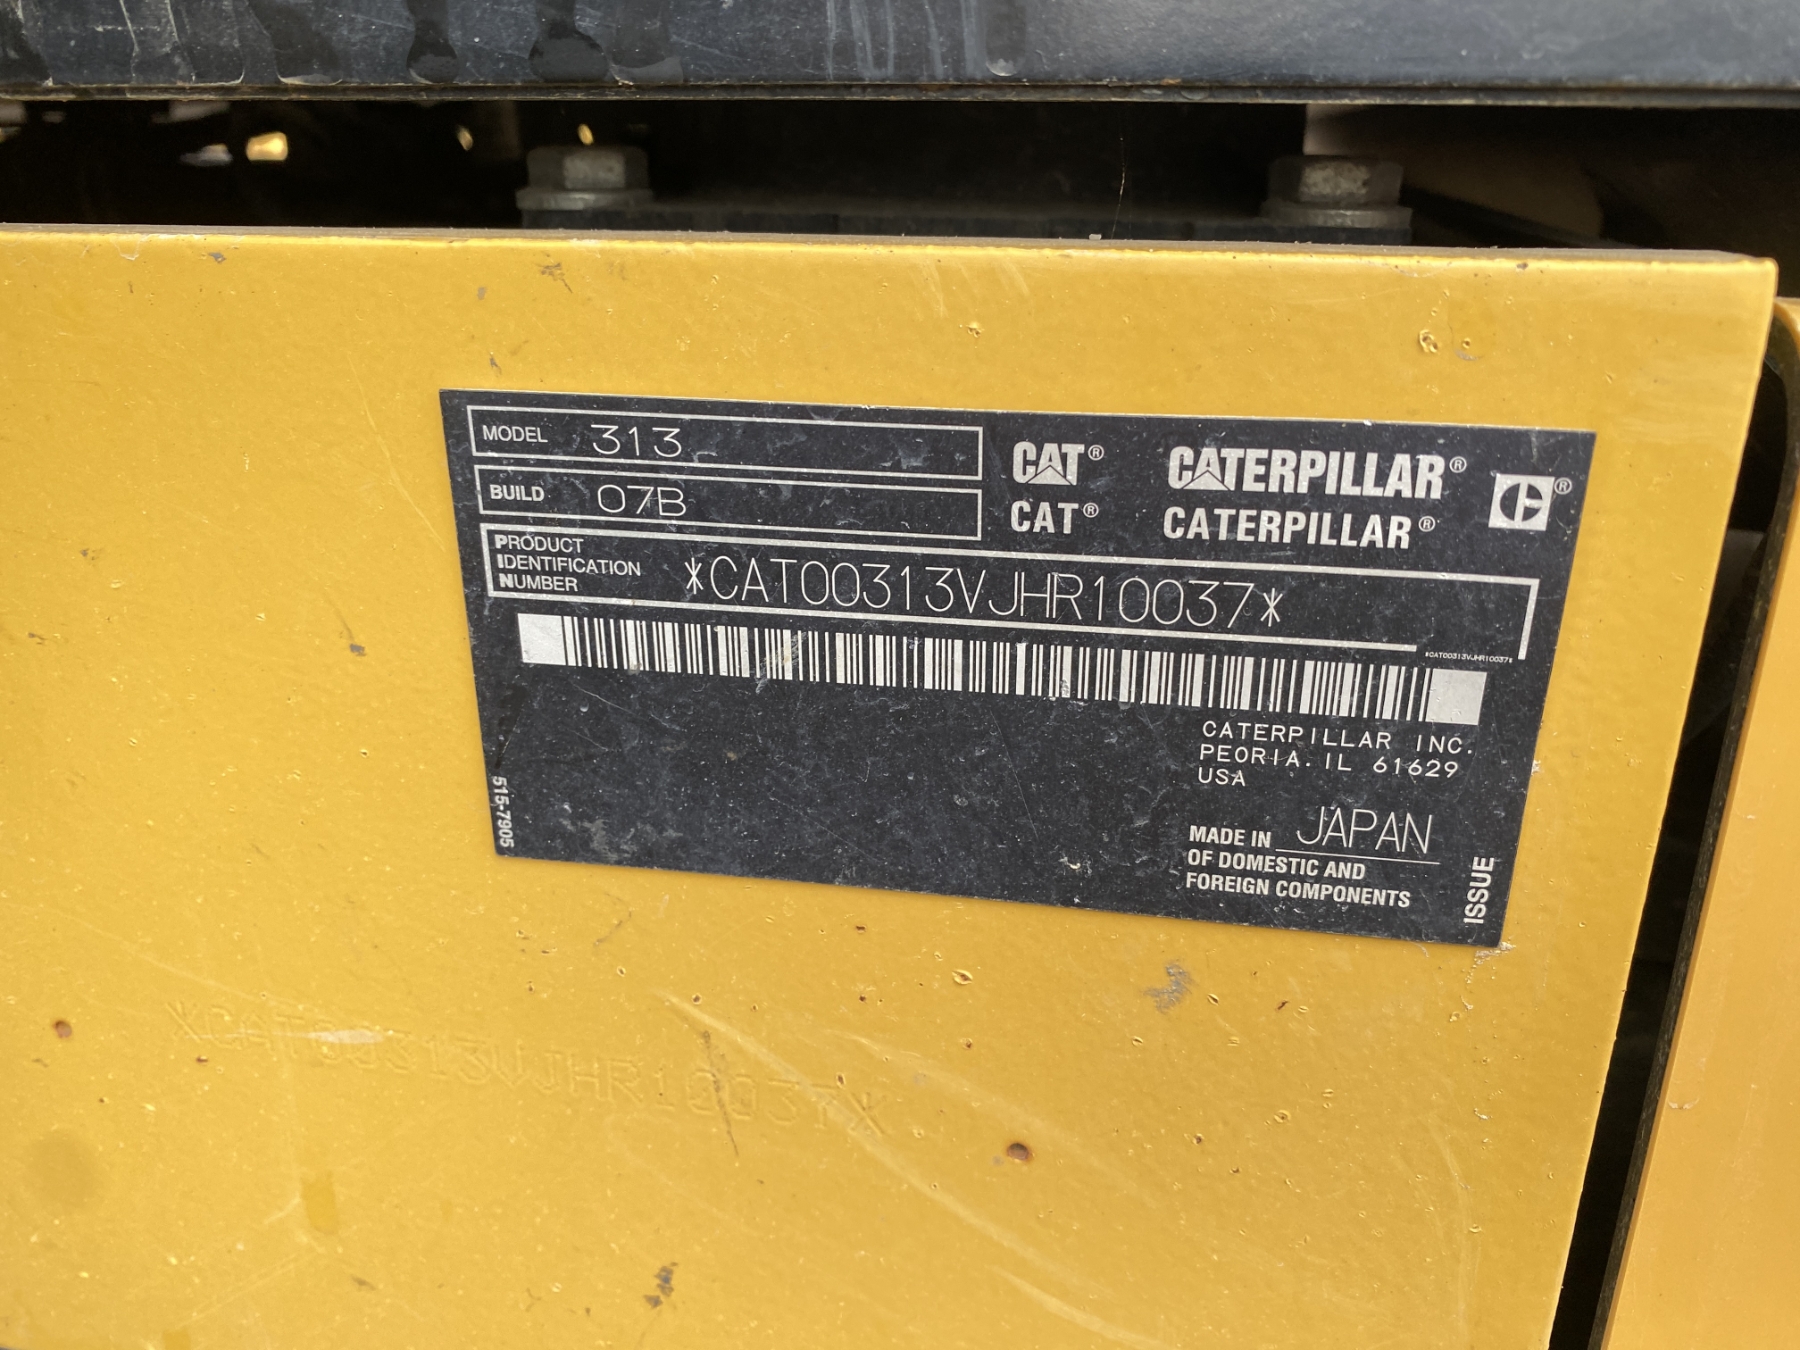 MODEL 313
BUILD 07B
CAT® CATERPILLAR® ®
CAT® CATERPILLAR®
PRODUCT
IDENTIFICATION
NUMBER
*CAT00313VJHR10037*
*CAT00313VJHR10037*
CATERPILLAR INC.
PEORIA. IL 61629
USA
515-7905
MADE IN JAPAN
OF DOMESTIC AND
FOREIGN COMPONENTS
ISSUE
*CAT00313VJHR10037*